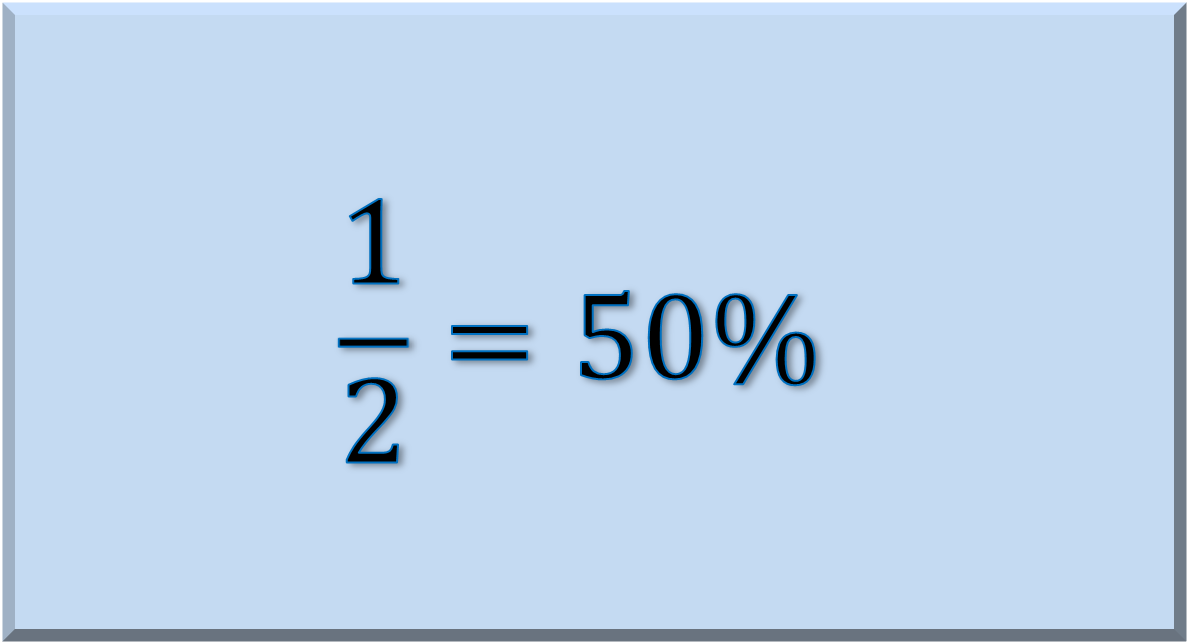 1/2 = 50%